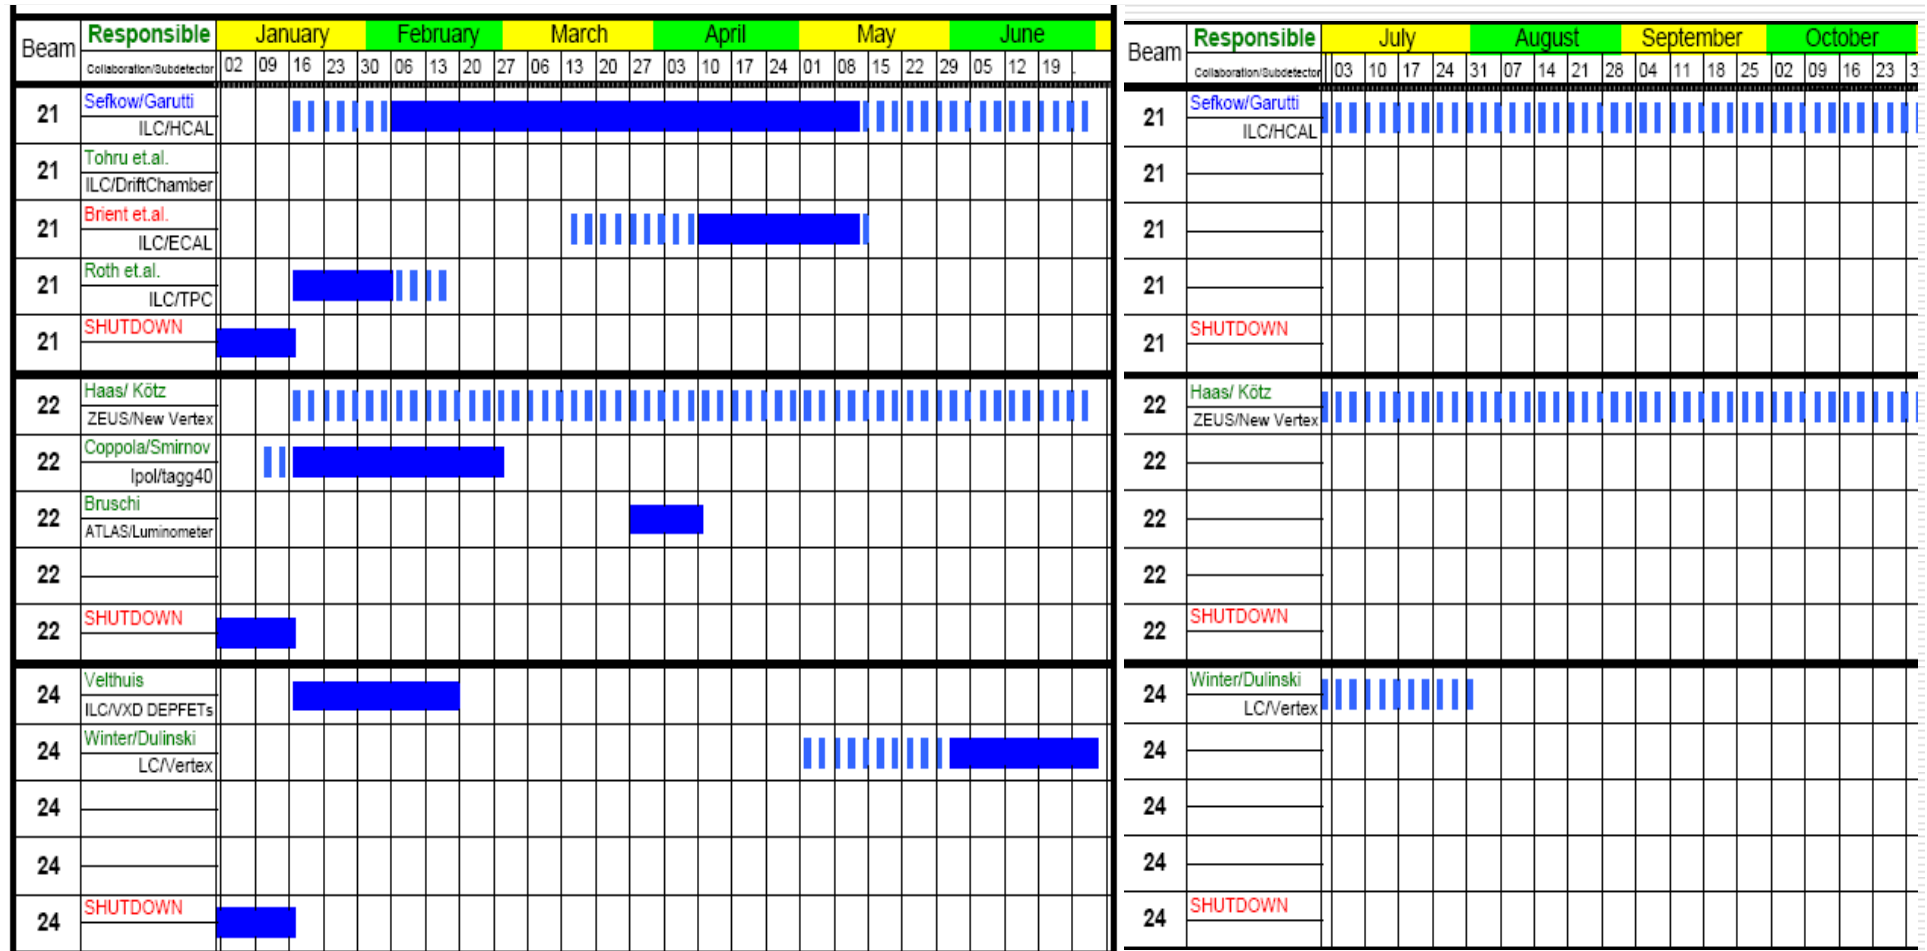 Beam Responsible January February March April May June
Collaboration/Subdetector 02 09 16 23 30 06 13 20 27 06 13 20 27 03 10 17 24 01 08 15 22 29 05 12 19 .
21 Sefkow/Garutti
ILC/HCAL
21 Tohru et.al.
ILC/DriftChamber
21 Brient et.al.
ILC/ECAL
21 Roth et.al.
ILC/TPC
21 SHUTDOWN
22 Haas/ Kötz
ZEUS/New Vertex
22 Coppola/Smirnov
lpol/tagg40
22 Bruschi
ATLAS/Luminometer
22
22 SHUTDOWN
24 Velthuis
ILC/VXD DEPFETs
24 Winter/Dulinski
LC/Vertex
24
24
24 SHUTDOWN
Beam Responsible July August September October
Collaboration/Subdetector 03 10 17 24 31 07 14 21 28 04 11 18 25 02 09 16 23 3
21 Sefkow/Garutti
ILC/HCAL
21
21
21
21 SHUTDOWN
22 Haas/ Kötz
ZEUS/New Vertex
22
22
22
22 SHUTDOWN
24 Winter/Dulinski
LC/Vertex
24
24
24
24 SHUTDOWN